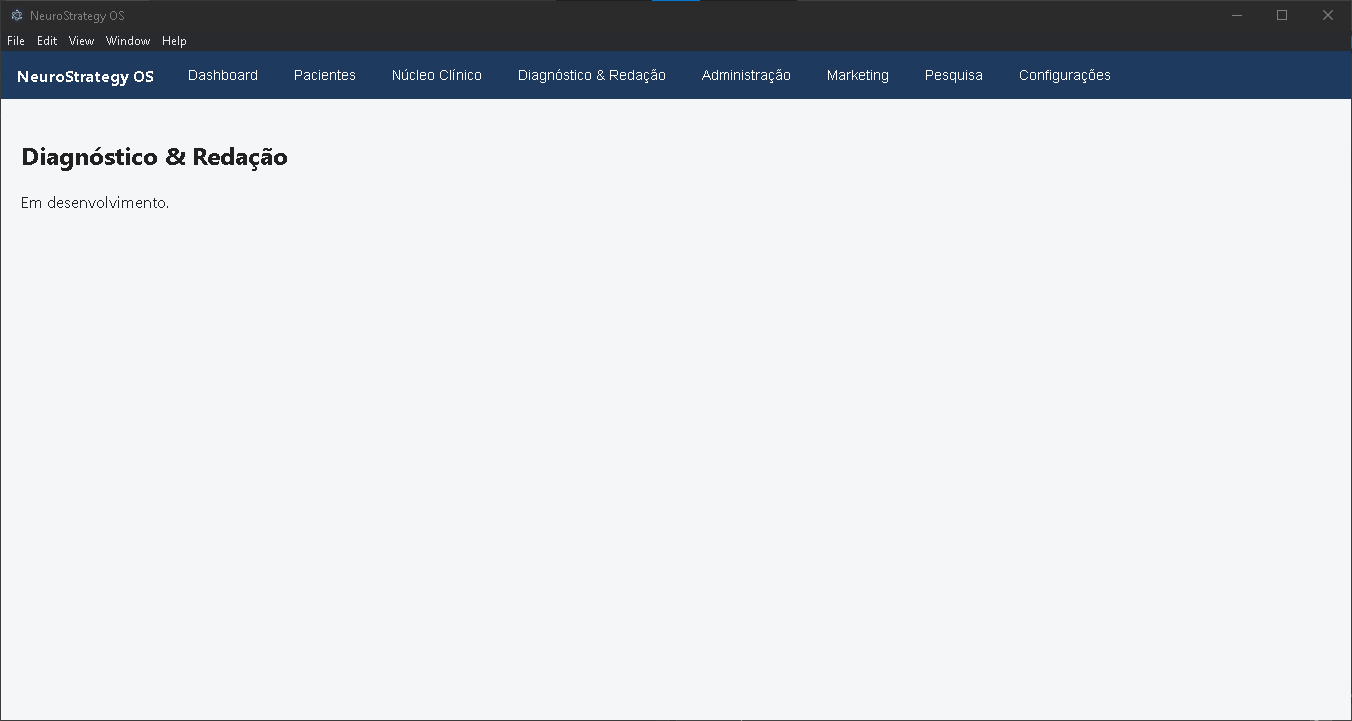 NeuroStrategy OS
File Edit View Window Help
NeuroStrategy OS Dashboard Pacientes Núcleo Clínico Diagnóstico & Redação Administração Marketing Pesquisa Configurações
Diagnóstico & Redação
Em desenvolvimento.